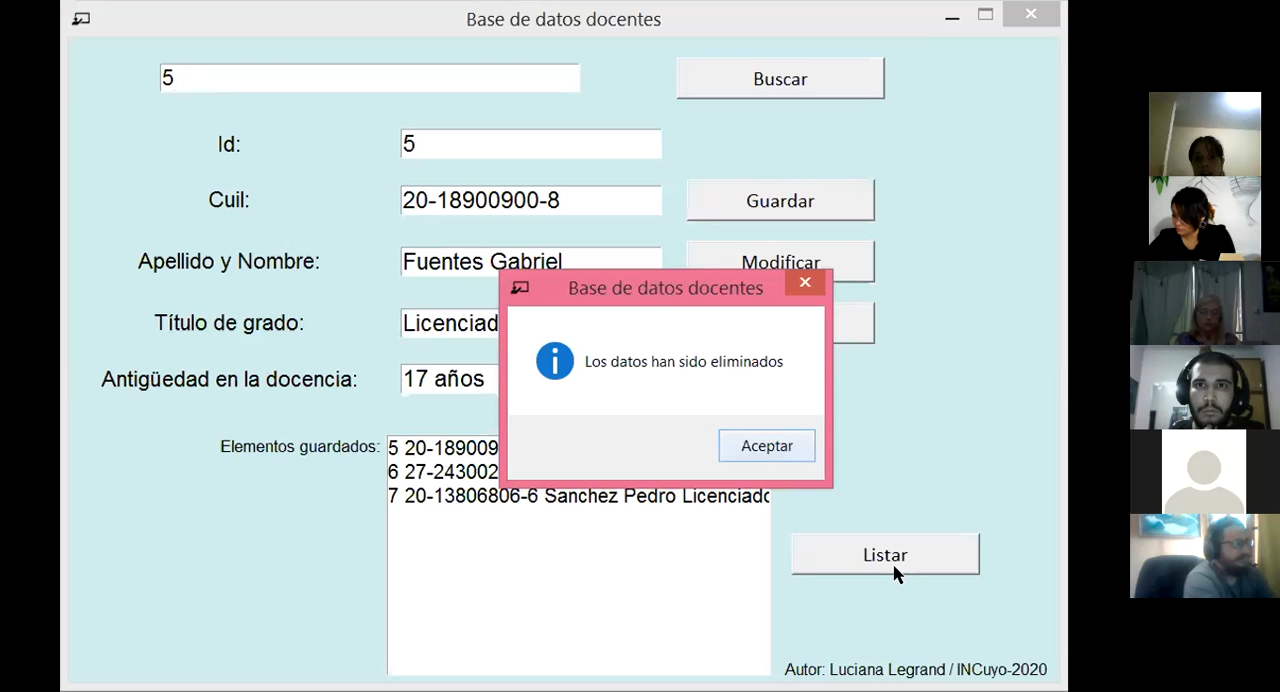 Base de datos docentes
5
Buscar
Id:
5
Cuil:
20-18900900-8
Guardar
Apellido y Nombre:
Fuentes Gabriel
Modificar
Base de datos docentes
Título de grado:
Licenciad
Los datos han sido eliminados
Antigüedad en la docencia:
17 años
Aceptar
Elementos guardados:
5 20-189009
6 27-243002
7 20-13806806-6 Sanchez Pedro Licenciado
Listar
Autor: Luciana Legrand / INCuyo-2020